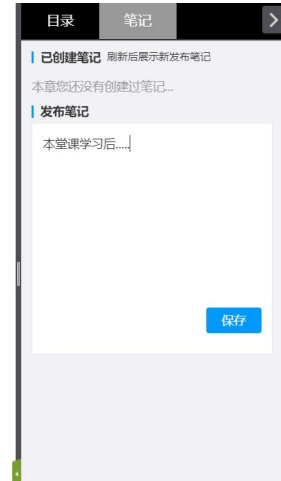 目录 笔记
已创建笔记 刷新后展示新发布笔记
本章您还没有创建过笔记...
发布笔记
本堂课学习后.....
保存